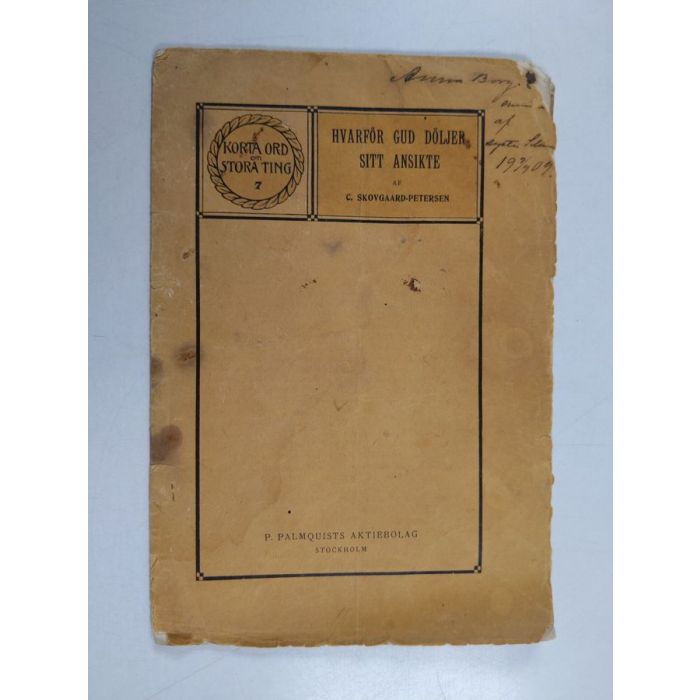 Anna Borg
af
19 9/7 09.
KORTA ORD
om
STORA TING
7
HVARFÖR GUD DÖLJER
SITT ANSIKTE
AF
C. SKOVGAARD-PETERSEN
P. PALMQUISTS AKTIEBOLAG
STOCKHOLM